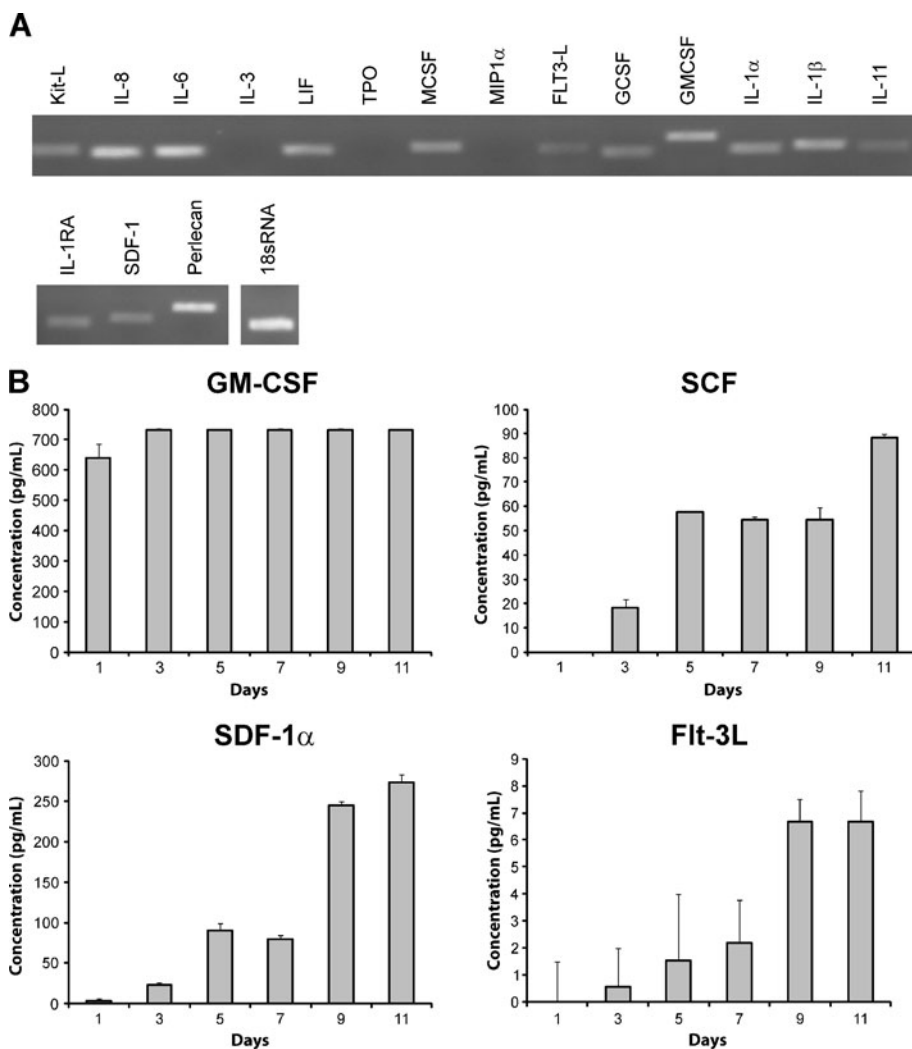 A
Kit-L IL-8 IL-6 IL-3 LIF TPO MCSF MIP1α FLT3-L GCSF GMCSF IL-1α IL-1β IL-11
IL-1RA SDF-1 Perlecan 18sRNA
B
GM-CSF
Concentration (pg/mL)
800
700
600
500
400
300
200
100
0
1 3 5 7 9 11
Days
SCF
Concentration (pg/mL)
100
90
80
70
60
50
40
30
20
10
0
1 3 5 7 9 11
Days
SDF-1α
Concentration (pg/mL)
300
250
200
150
100
50
0
1 3 5 7 9 11
Days
Flt-3L
Concentration (pg/mL)
9
8
7
6
5
4
3
2
1
0
1 3 5 7 9 11
Days